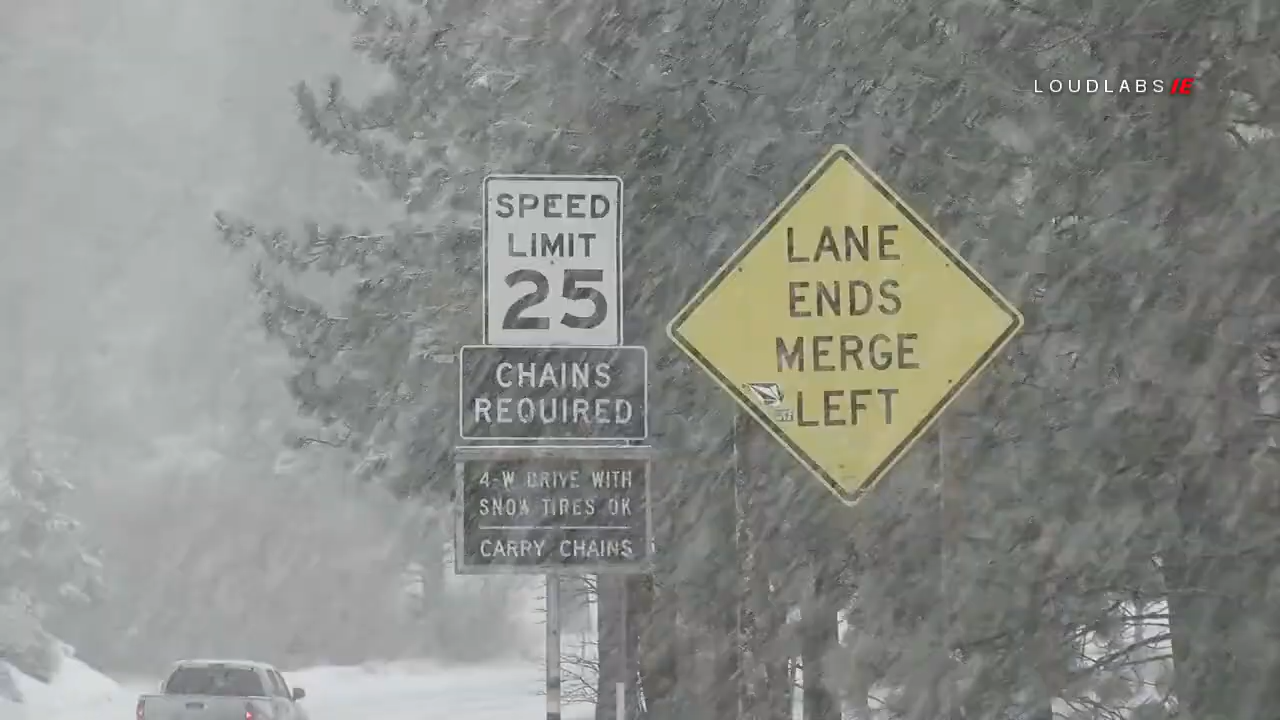 LOUDLABS IE
SPEED
LIMIT
25
CHAINS
REQUIRED
4-W DRIVE WITH
SNOW TIRES OK
CARRY CHAINS
LANE
ENDS
MERGE
LEFT